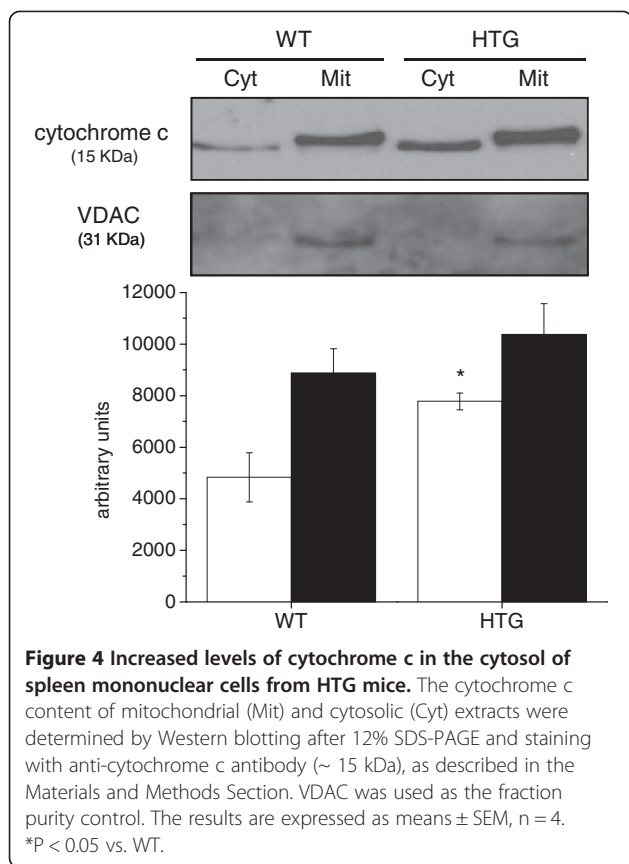 WT HTG
Cyt Mit Cyt Mit
cytochrome c
(15 KDa)
VDAC
(31 KDa)
12000
10000
8000
6000
4000
2000
0
arbitrary units
*
WT HTG
Figure 4 Increased levels of cytochrome c in the cytosol of
spleen mononuclear cells from HTG mice. The cytochrome c
content of mitochondrial (Mit) and cytosolic (Cyt) extracts were
determined by Western blotting after 12% SDS-PAGE and staining
with anti-cytochrome c antibody (~ 15 kDa), as described in the
Materials and Methods Section. VDAC was used as the fraction
purity control. The results are expressed as means ± SEM, n = 4.
*P < 0.05 vs. WT.